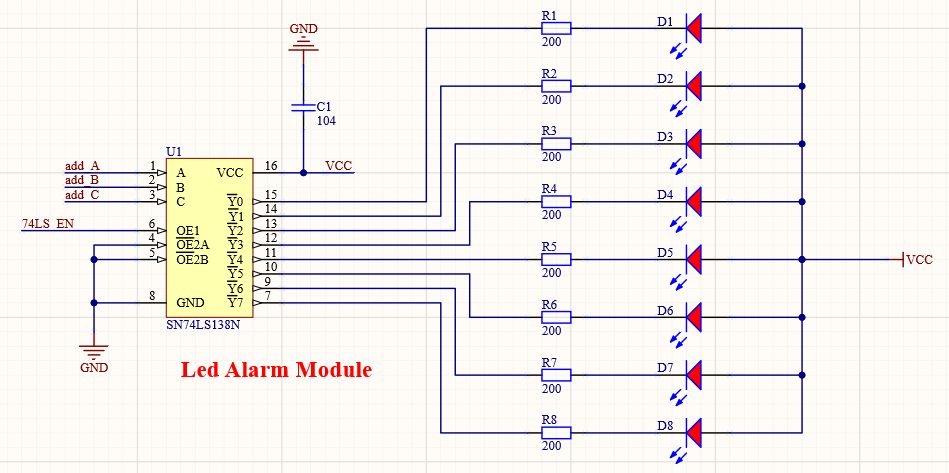 GND
C1
104
U1
add_A 1 A VCC 16 VCC
add_B 2 B
add_C 3 C Y0 15
Y1 14
74LS_EN 6 OE1 Y2 13
4 OE2A Y3 12
5 OE2B Y4 11
Y5 10
Y6 9
8 GND Y7 7
SN74LS138N
GND
Led Alarm Module
R1 D1
200
R2 D2
200
R3 D3
200
R4 D4
200
R5 D5
200
VCC
R6 D6
200
R7 D7
200
R8 D8
200